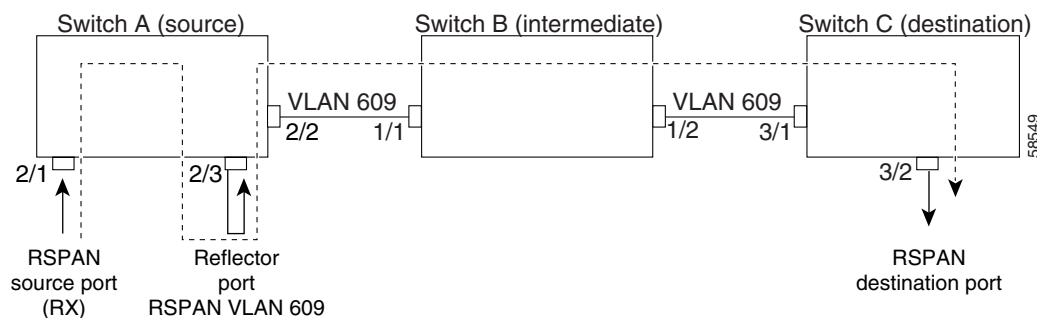 Switch A (source)
Switch B (intermediate)
Switch C (destination)
VLAN 609
VLAN 609
2/2
1/1
1/2
3/1
2/1
2/3
3/2
58549
RSPAN
source port
(RX)
Reflector
port
RSPAN VLAN 609
RSPAN
destination port